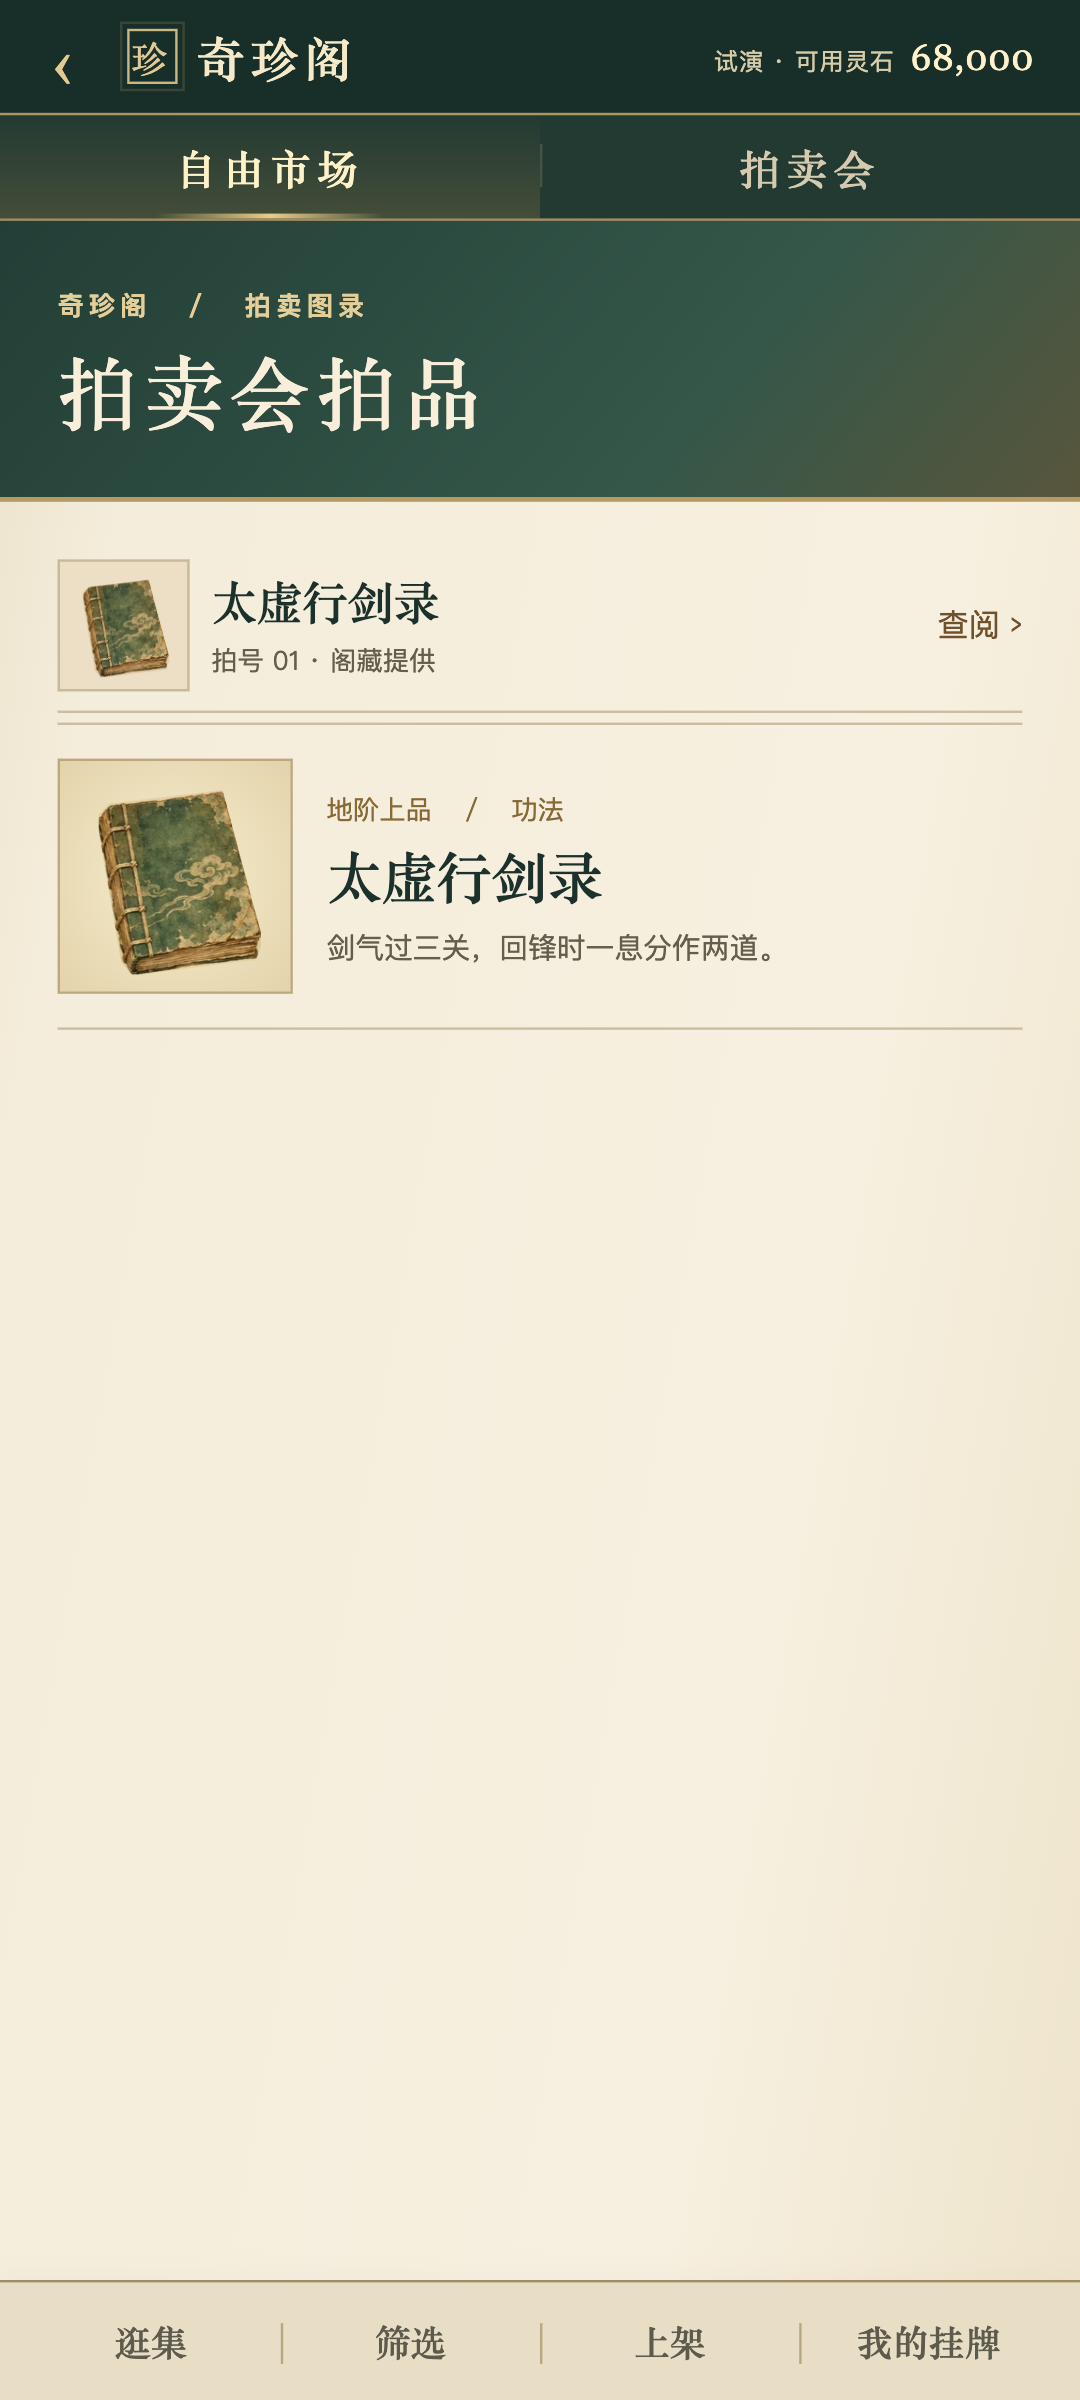 ‹ 珍 奇珍阁 试演 · 可用灵石 68,000
自由市场 拍卖会
奇珍阁 / 拍卖图录
拍卖会拍品
太虚行剑录
拍号 01 · 阁藏提供
查阅 ›
地阶上品 / 功法
太虚行剑录
剑气过三关，回锋时一息分作两道。
逛集 筛选 上架 我的挂牌